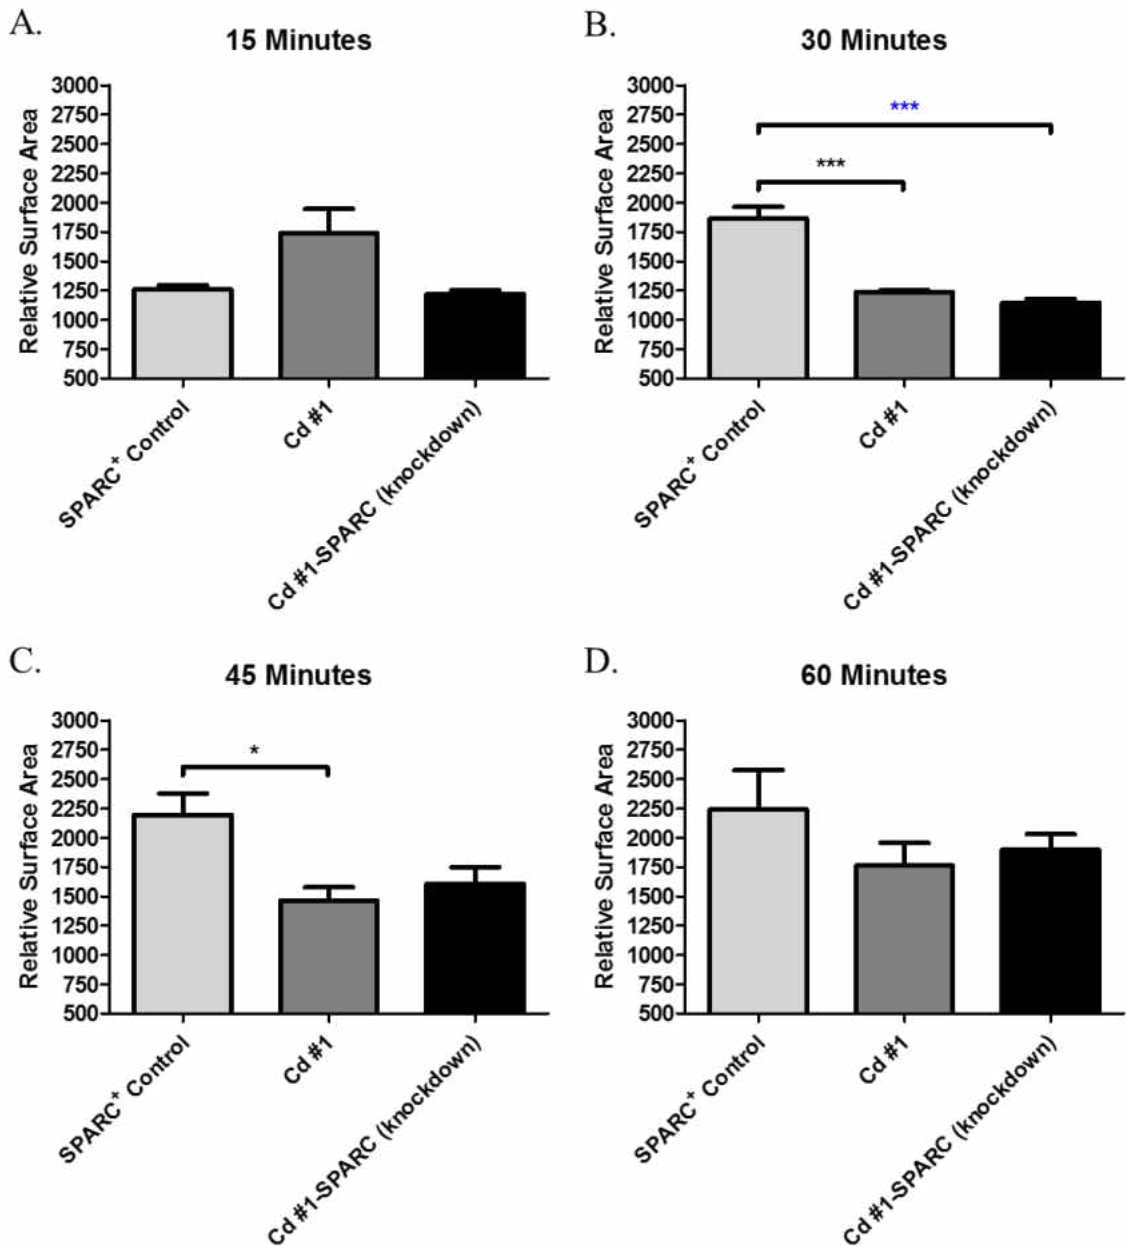 A.
15 Minutes
Relative Surface Area
3000
2750
2500
2250
2000
1750
1500
1250
1000
750
500
SPARC⁺ Control
Cd #1
Cd #1-SPARC (knockdown)
B.
30 Minutes
Relative Surface Area
3000
2750
2500
2250
2000
1750
1500
1250
1000
750
500
***
***
SPARC⁺ Control
Cd #1
Cd #1-SPARC (knockdown)
C.
45 Minutes
Relative Surface Area
3000
2750
2500
2250
2000
1750
1500
1250
1000
750
500
*
SPARC⁺ Control
Cd #1
Cd #1-SPARC (knockdown)
D.
60 Minutes
Relative Surface Area
3000
2750
2500
2250
2000
1750
1500
1250
1000
750
500
SPARC⁺ Control
Cd #1
Cd #1-SPARC (knockdown)